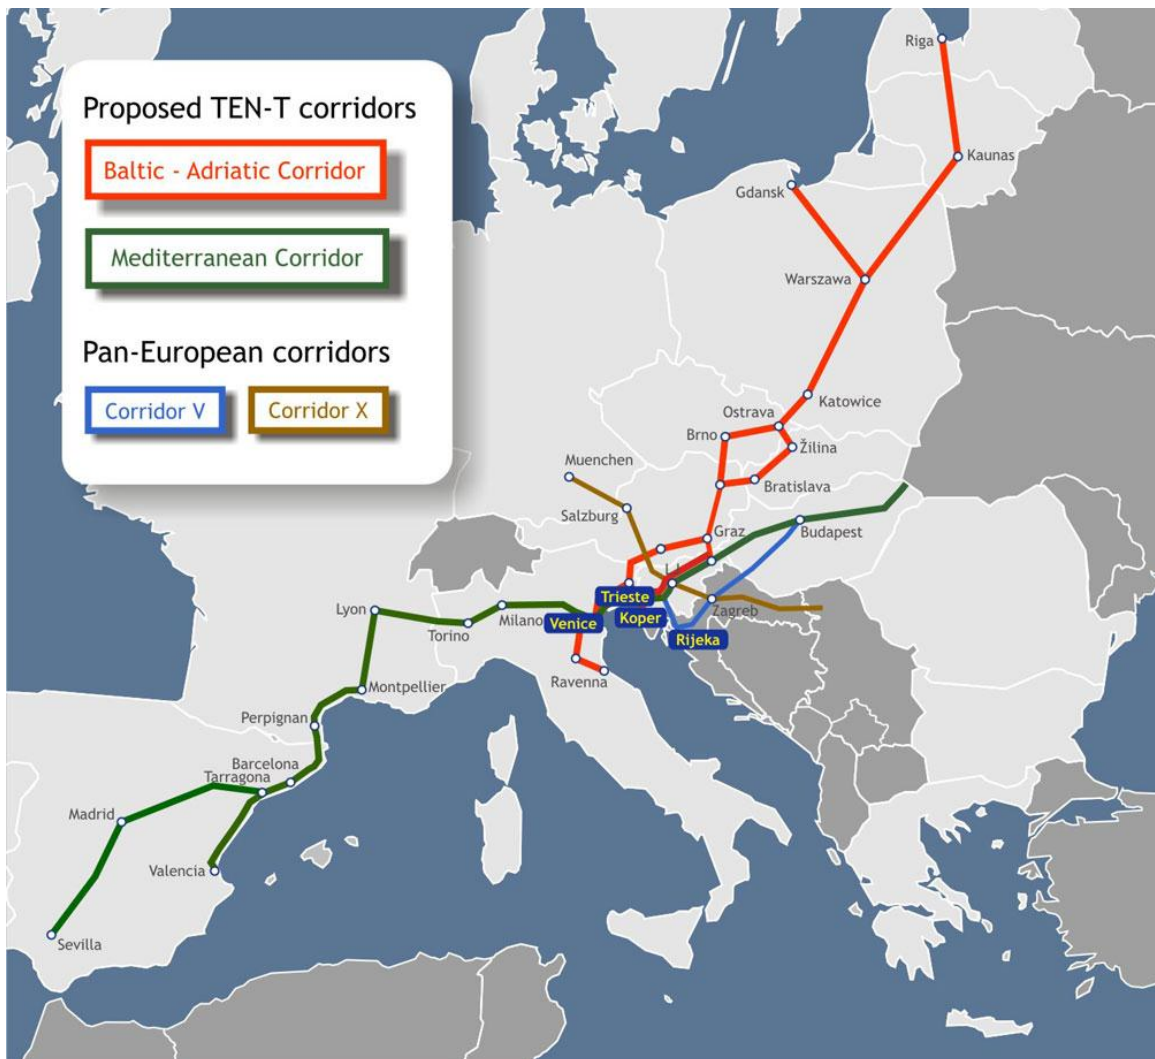 Proposed TEN-T corridors
Baltic - Adriatic Corridor
Mediterranean Corridor
Pan-European corridors
Corridor V
Corridor X
Riga
Kaunas
Gdansk
Warszawa
Katowice
Ostrava
Brno
Žilina
Muenchen
Bratislava
Salzburg
Graz
Budapest
Trieste
Zagreb
Lyon
Torino
Milano
Venice
Koper
Rijeka
Ravenna
Montpellier
Perpignan
Barcelona
Tarragona
Madrid
Valencia
Sevilla